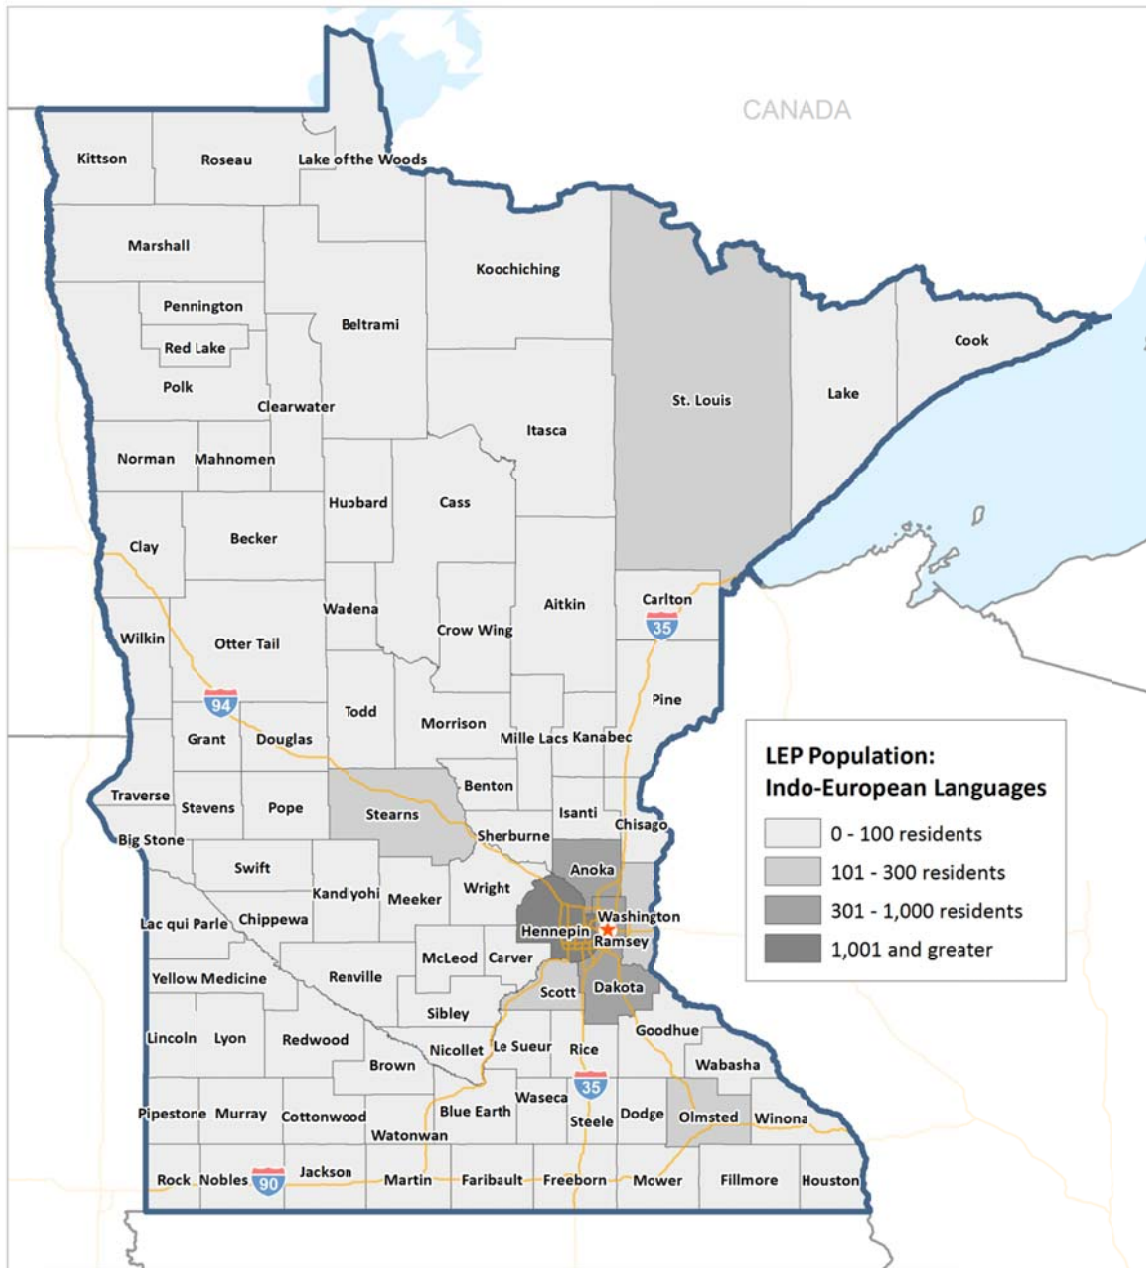 CANADA
Kittson
Roseau
Lake of the Woods
Marshall
Koochiching
Pennington
Beltrami
Red Lake
Cook
Polk
Lake
St. Louis
Clearwater
Itasca
Norman
Mahnomen
Hubbard
Cass
Becker
Clay
Carlton
Aitkin
Wadena
35
Crow Wing
Wilkin
Otter Tail
Pine
94
Todd
Morrison
Grant
Douglas
Mille Lacs
Kanabec
Benton
Traverse
Stevens
Pope
Stearns
Isanti
Chisago
Sherburne
Big Stone
Swift
Anoka
Kandiyohi
Meeker
Wright
Lac qui Parle
Chippewa
Washington
Hennepin
Ramsey
McLeod
Carver
Yellow Medicine
Renville
Scott
Dakota
Sibley
Goodhue
Lincoln
Lyon
Redwood
Nicollet
Le Sueur
Rice
Brown
Wabasha
35
Waseca
Pipestone
Murray
Cottonwood
Blue Earth
Steele
Dodge
Olmsted
Winona
Watonwan
Rock
Nobles
90
Jackson
Martin
Faribault
Freeborn
Mower
Fillmore
Houston
LEP Population:
Indo-European Languages
0 - 100 residents
101 - 300 residents
301 - 1,000 residents
1,001 and greater